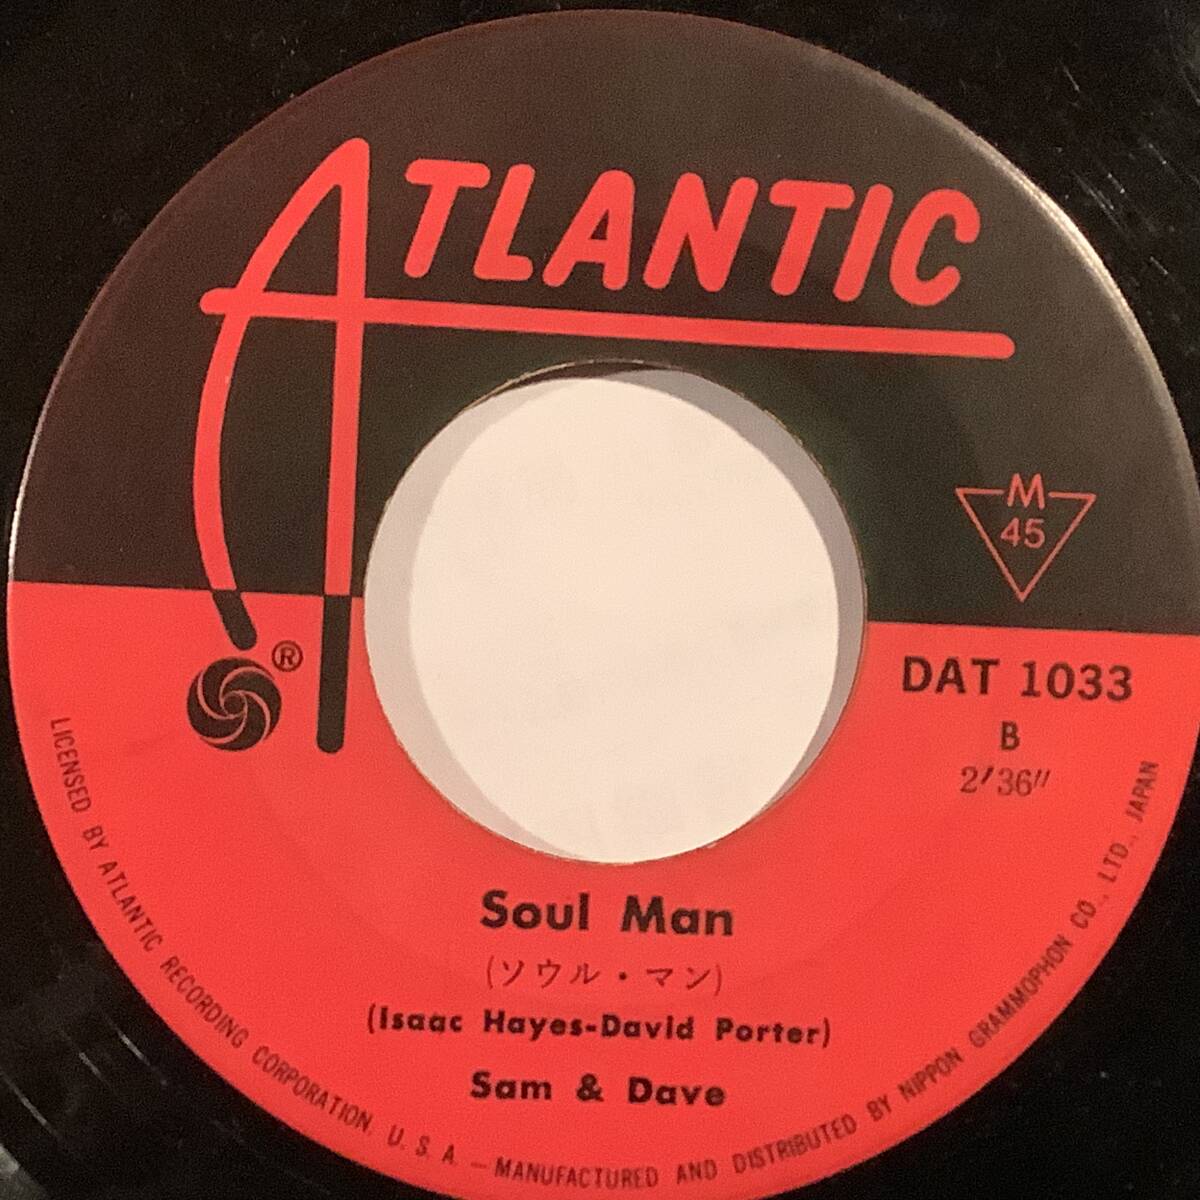 ATLANTIC
M
45
®
DAT 1033
B
2'36"
Soul Man
(ソウル・マン)
(Isaac Hayes-David Porter)
Sam & Dave
LICENSED BY ATLANTIC RECORDING CORPORATION, U. S. A. — MANUFACTURED AND DISTRIBUTED BY NIPPON GRAMMOPHON CO., LTD., JAPAN